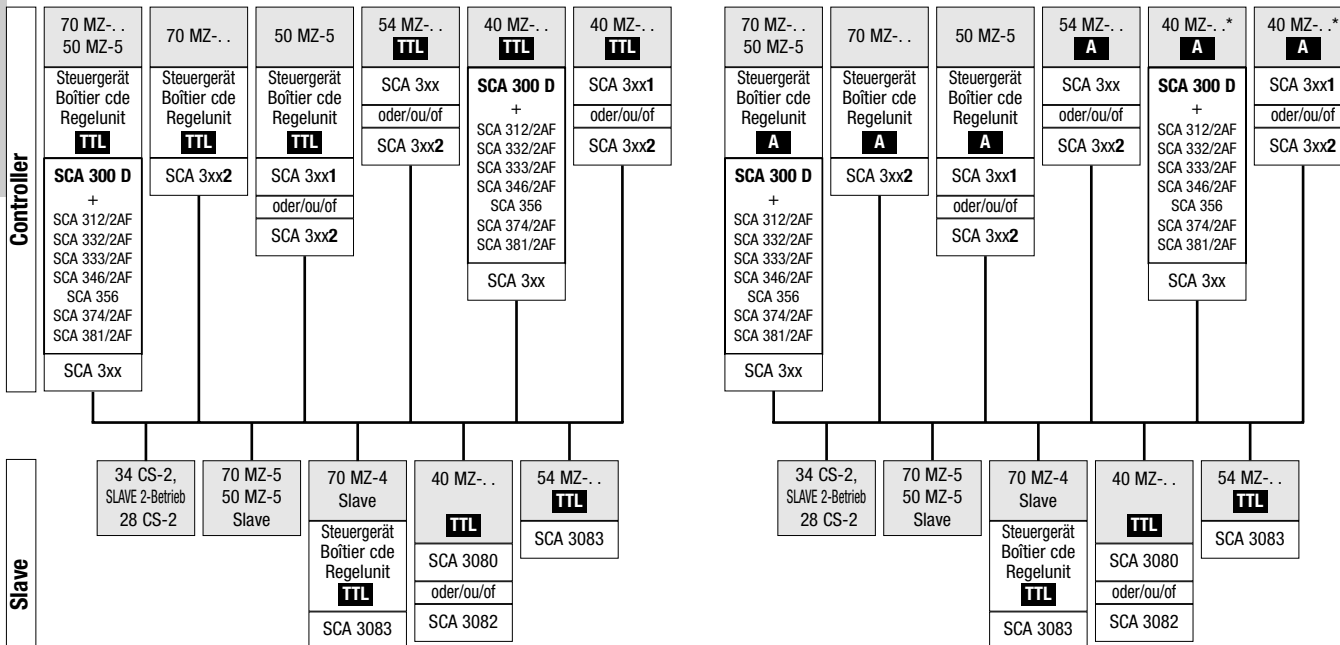 Controller
70 MZ-. .
50 MZ-5
Steuergerät
Boîtier cde
Regelunit
TTL
SCA 300 D
+
SCA 312/2AF
SCA 332/2AF
SCA 333/2AF
SCA 346/2AF
SCA 356
SCA 374/2AF
SCA 381/2AF
SCA 3xx
70 MZ-. .
Steuergerät
Boîtier cde
Regelunit
TTL
SCA 3xx2
50 MZ-5
Steuergerät
Boîtier cde
Regelunit
TTL
SCA 3xx1
oder/ou/of
SCA 3xx2
54 MZ-. .
TTL
SCA 3xx
oder/ou/of
SCA 3xx2
40 MZ-. .
TTL
SCA 300 D
+
SCA 312/2AF
SCA 332/2AF
SCA 333/2AF
SCA 346/2AF
SCA 356
SCA 374/2AF
SCA 381/2AF
SCA 3xx
40 MZ-. .
TTL
SCA 3xx1
oder/ou/of
SCA 3xx2
70 MZ-. .
50 MZ-5
Steuergerät
Boîtier cde
Regelunit
A
SCA 300 D
+
SCA 312/2AF
SCA 332/2AF
SCA 333/2AF
SCA 346/2AF
SCA 356
SCA 374/2AF
SCA 381/2AF
SCA 3xx
70 MZ-. .
Steuergerät
Boîtier cde
Regelunit
A
SCA 3xx2
50 MZ-5
Steuergerät
Boîtier cde
Regelunit
A
SCA 3xx1
oder/ou/of
SCA 3xx2
54 MZ-. .
A
SCA 3xx
oder/ou/of
SCA 3xx2
40 MZ-. .*
A
SCA 300 D
+
SCA 312/2AF
SCA 332/2AF
SCA 333/2AF
SCA 346/2AF
SCA 356
SCA 374/2AF
SCA 381/2AF
SCA 3xx
40 MZ-. .*
A
SCA 3xx1
oder/ou/of
SCA 3xx2
Slave
34 CS-2,
SLAVE 2-Betrieb
28 CS-2
70 MZ-5
50 MZ-5
Slave
70 MZ-4
Slave
Steuergerät
Boîtier cde
Regelunit
TTL
SCA 3083
40 MZ-. .
TTL
SCA 3080
oder/ou/of
SCA 3082
54 MZ-. .
TTL
SCA 3083
34 CS-2,
SLAVE 2-Betrieb
28 CS-2
70 MZ-5
50 MZ-5
Slave
70 MZ-4
Slave
Steuergerät
Boîtier cde
Regelunit
TTL
SCA 3083
40 MZ-. .
TTL
SCA 3080
oder/ou/of
SCA 3082
54 MZ-. .
TTL
SCA 3083